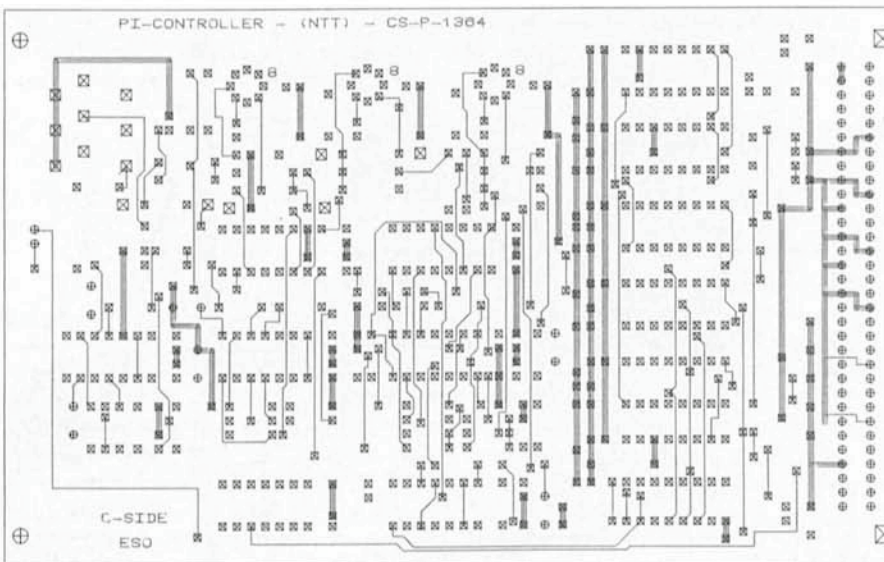 PI-CONTROLLER - (NTT) - CS-P-1364
C-SIDE
ESO